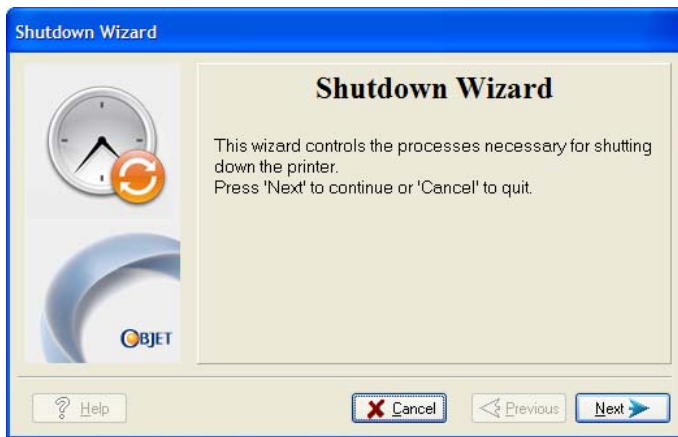 Shutdown Wizard
Shutdown Wizard
This wizard controls the processes necessary for shutting
down the printer.
Press 'Next' to continue or 'Cancel' to quit.
OBJET
Help
Cancel
Previous
Next